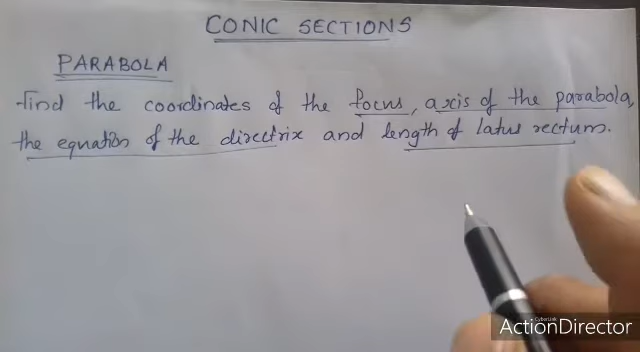 CONIC SECTIONS
PARABOLA
Find the coordinates of the focus, axis of the parabola,
the equation of the directrix and length of latus rectum.
CyberLink
ActionDirector